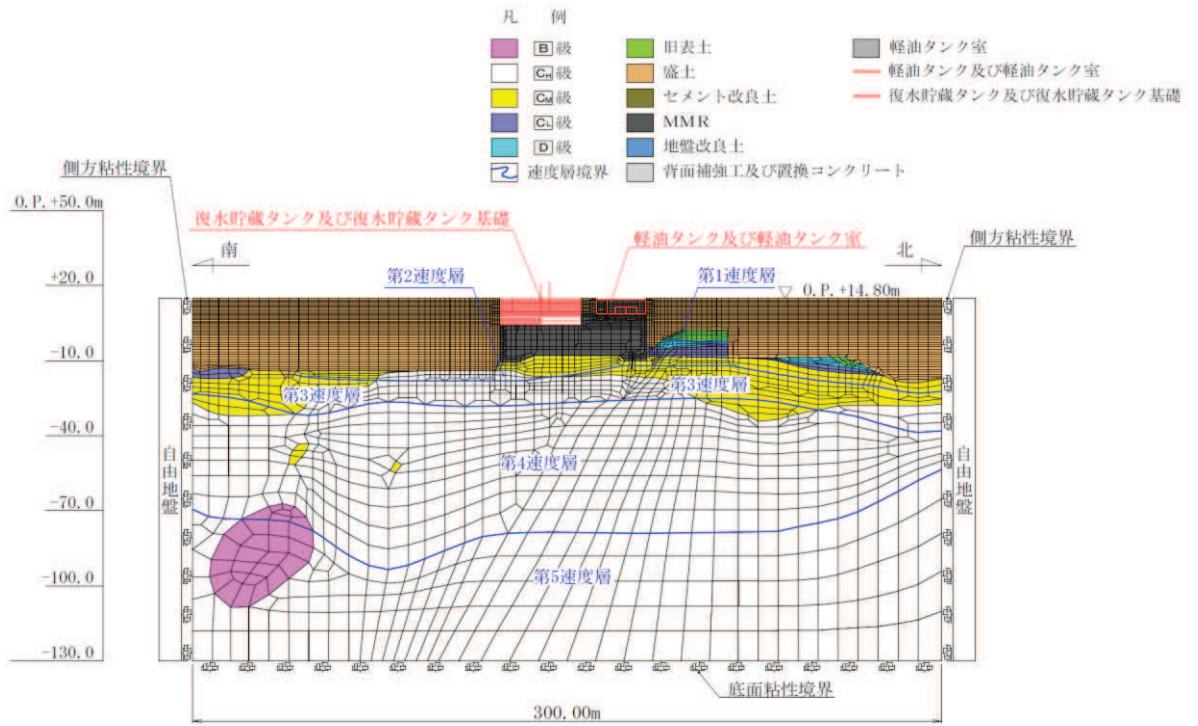 凡 例
B級
CH級
CM級
CL級
D級
速度層境界
旧表土
盛土
セメント改良土
MMR
地盤改良土
背面補強工及び置換コンクリート
軽油タンク室
軽油タンク及び軽油タンク室
復水貯蔵タンク及び復水貯蔵タンク基礎
側方粘性境界
O.P.+50.0m
復水貯蔵タンク及び復水貯蔵タンク基礎
軽油タンク及び軽油タンク室
側方粘性境界
南
北
+20.0
第2速度層
第1速度層
O.P.+14.80m
-10.0
第3速度層
第3速度層
-40.0
自由地盤
第4速度層
自由地盤
-70.0
-100.0
第5速度層
-130.0
底面粘性境界
300.00m